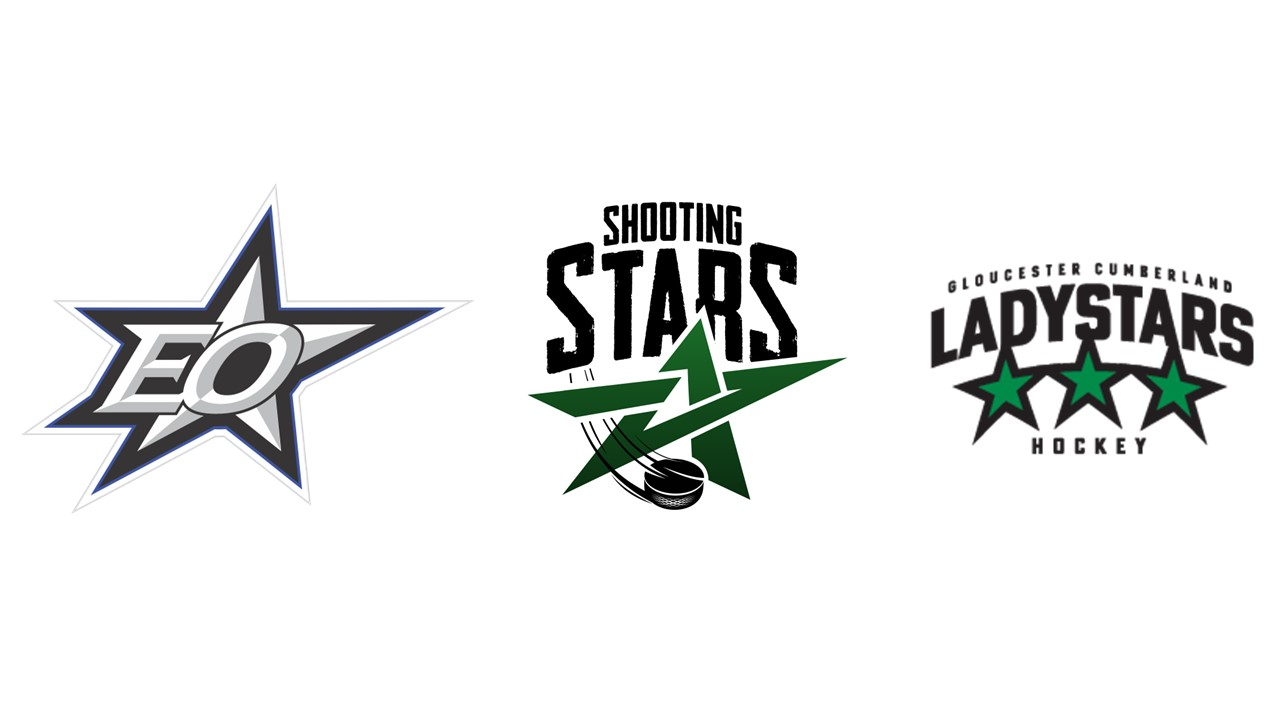 EO
SHOOTING
STARS
GLOUCESTER CUMBERLAND
LADYSTARS
HOCKEY